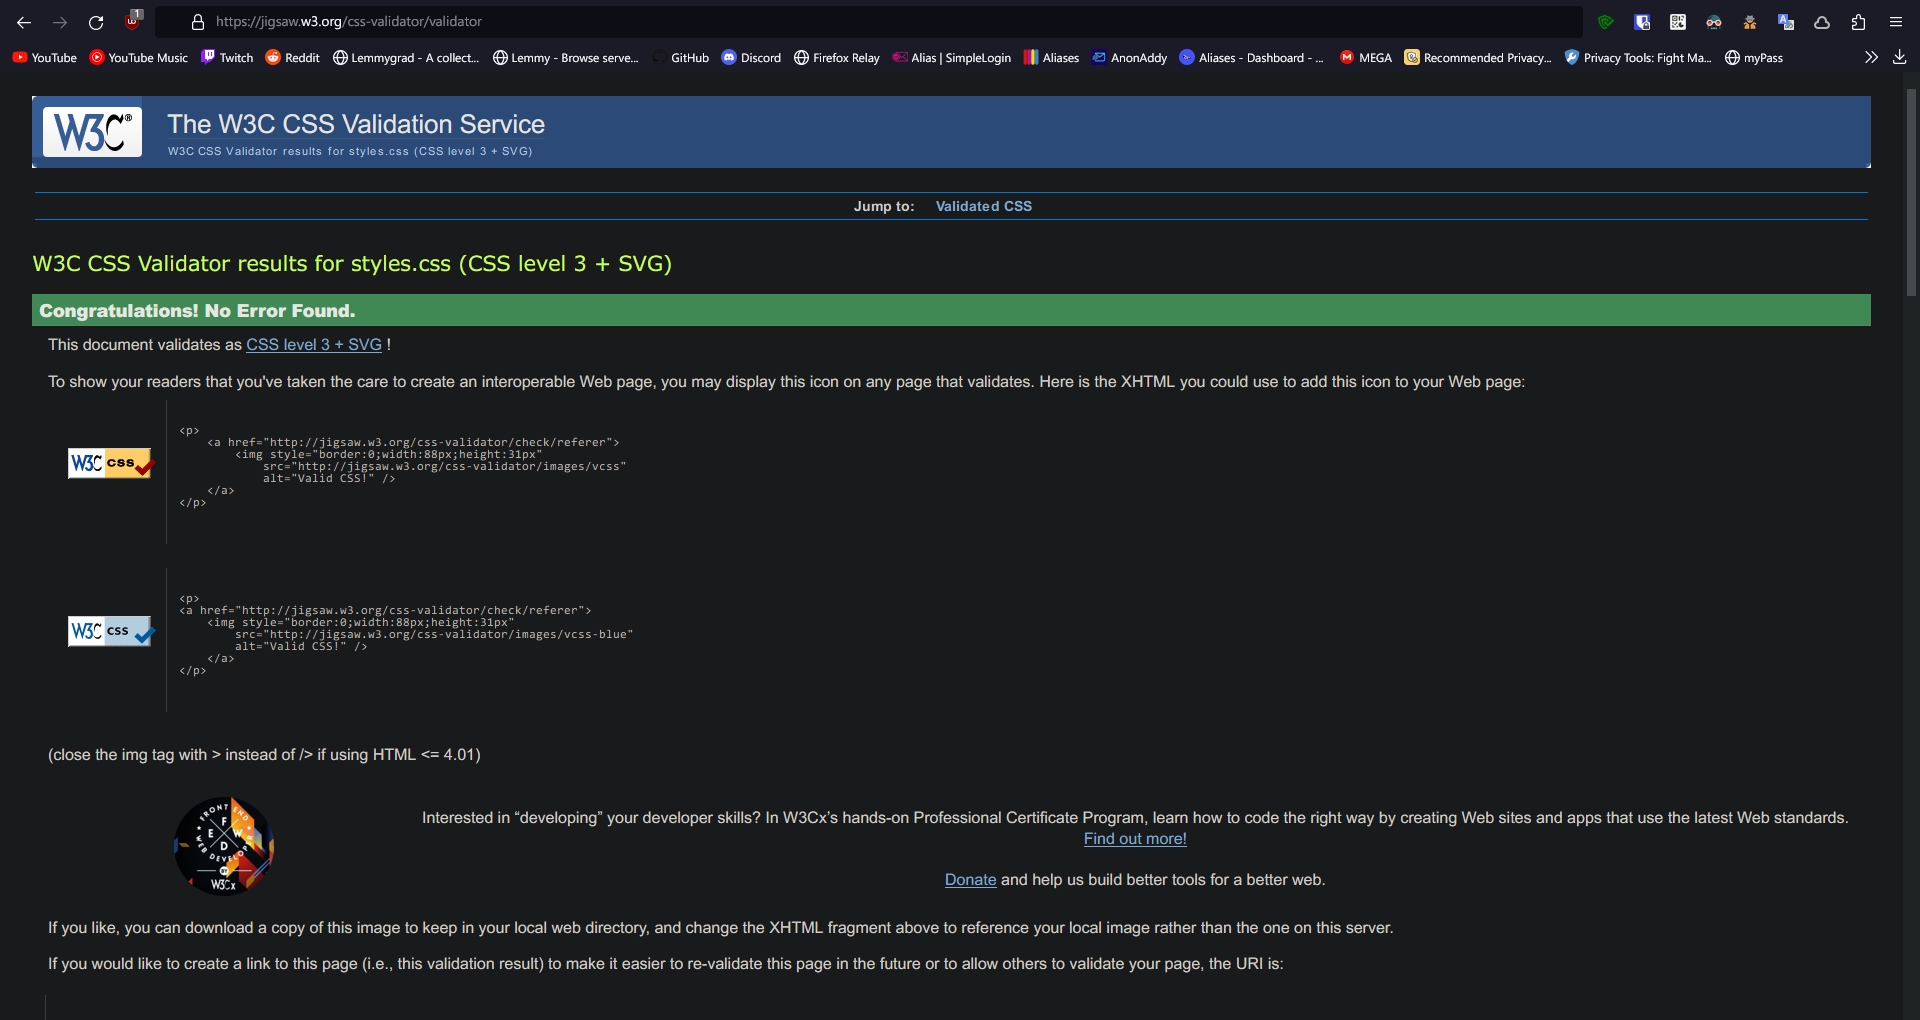 1
https://jigsaw.w3.org/css-validator/validator
YouTube YouTube Music Twitch Reddit Lemmygrad - A collect... Lemmy - Browse serve... GitHub Discord Firefox Relay Alias | SimpleLogin Aliases AnonAddy Aliases - Dashboard - ... MEGA Recommended Privacy... Privacy Tools: Fight Ma... myPass
W3C®
The W3C CSS Validation Service
W3C CSS Validator results for styles.css (CSS level 3 + SVG)
Jump to: Validated CSS
W3C CSS Validator results for styles.css (CSS level 3 + SVG)
Congratulations! No Error Found.
This document validates as CSS level 3 + SVG !
To show your readers that you've taken the care to create an interoperable Web page, you may display this icon on any page that validates. Here is the XHTML you could use to add this icon to your Web page:
W3C css
<p>
<a href="http://jigsaw.w3.org/css-validator/check/referer">
<img style="border:0;width:88px;height:31px"
src="http://jigsaw.w3.org/css-validator/images/vcss"
alt="Valid CSS!" />
</a>
</p>
W3C css
<p>
<a href="http://jigsaw.w3.org/css-validator/check/referer">
<img style="border:0;width:88px;height:31px"
src="http://jigsaw.w3.org/css-validator/images/vcss-blue"
alt="Valid CSS!" />
</a>
</p>
(close the img tag with > instead of /> if using HTML <= 4.01)
FRONT END
F
E W
D
WEB DEVELOP
W3Cx
Interested in “developing” your developer skills? In W3Cx’s hands-on Professional Certificate Program, learn how to code the right way by creating Web sites and apps that use the latest Web standards.
Find out more!
Donate and help us build better tools for a better web.
If you like, you can download a copy of this image to keep in your local web directory, and change the XHTML fragment above to reference your local image rather than the one on this server.
If you would like to create a link to this page (i.e., this validation result) to make it easier to re-validate this page in the future or to allow others to validate your page, the URI is: